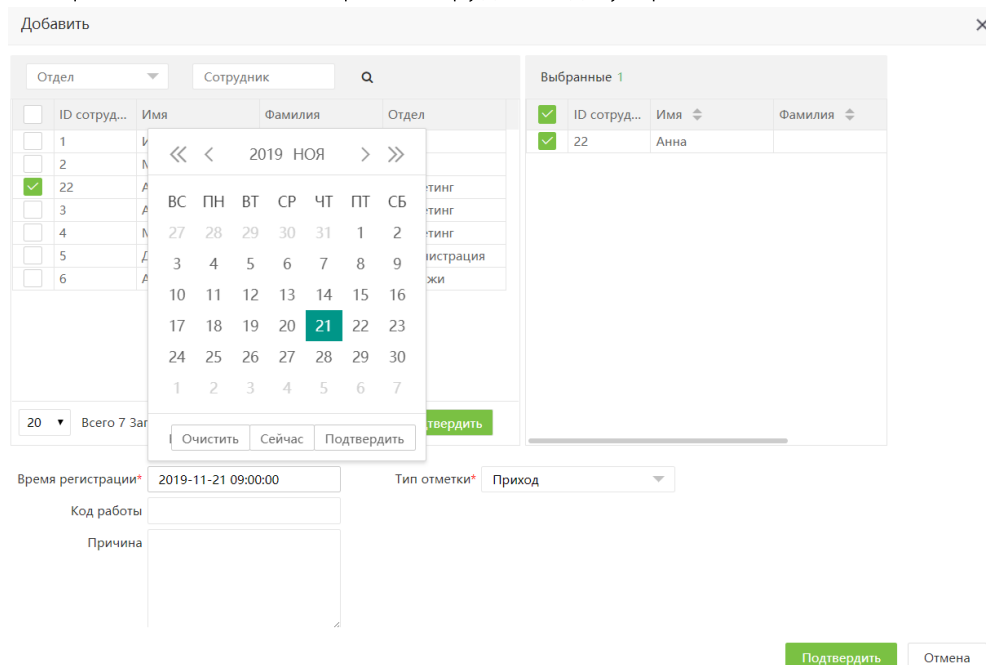 Добавить
Отдел Сотрудник
Выбранные 1
ID сотруд... Имя Фамилия Отдел
ID сотруд... Имя Фамилия
1
2
22
3
4
5
6
22 Анна
2019 НОЯ
ВС ПН ВТ СР ЧТ ПТ СБ
27 28 29 30 31 1 2
3 4 5 6 7 8 9
10 11 12 13 14 15 16
17 18 19 20 21 22 23
24 25 26 27 28 29 30
1 2 3 4 5 6 7
Очистить Сейчас Подтвердить
20 Всего 7
Время регистрации* 2019-11-21 09:00:00 Тип отметки* Приход
Код работы
Причина
Подтвердить Отмена